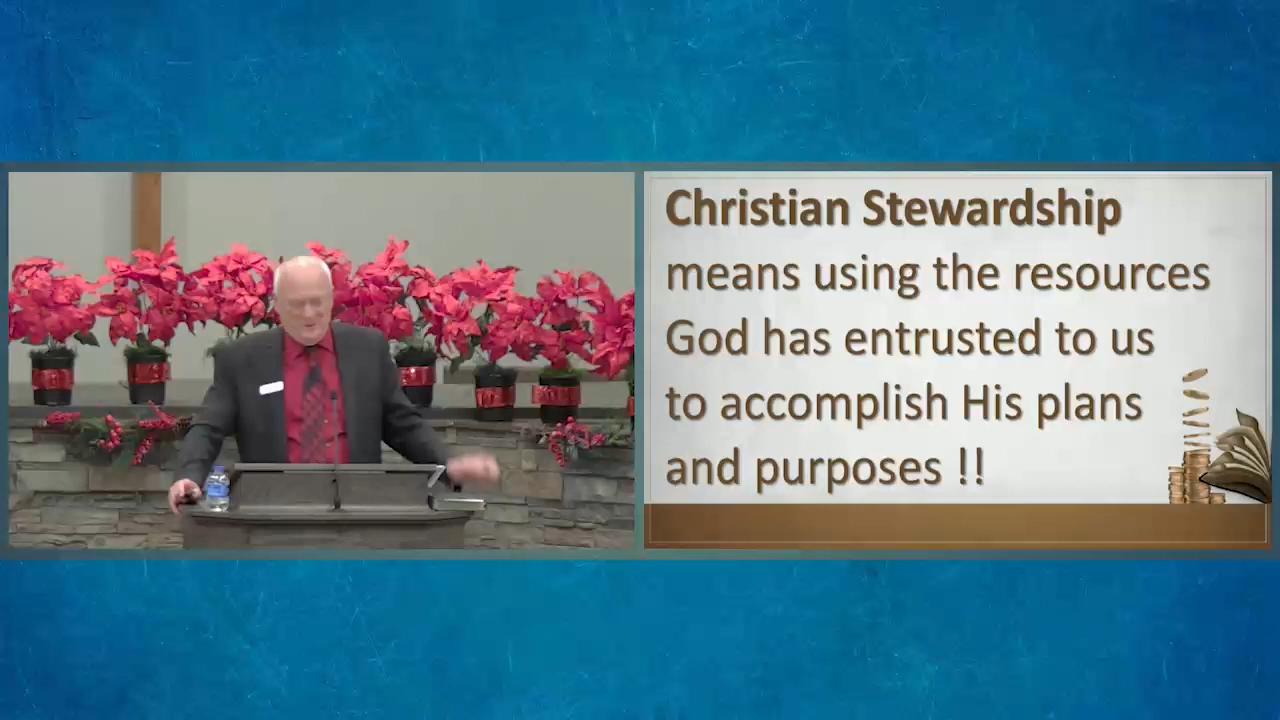 Christian Stewardship
means using the resources
God has entrusted to us
to accomplish His plans
and purposes !!